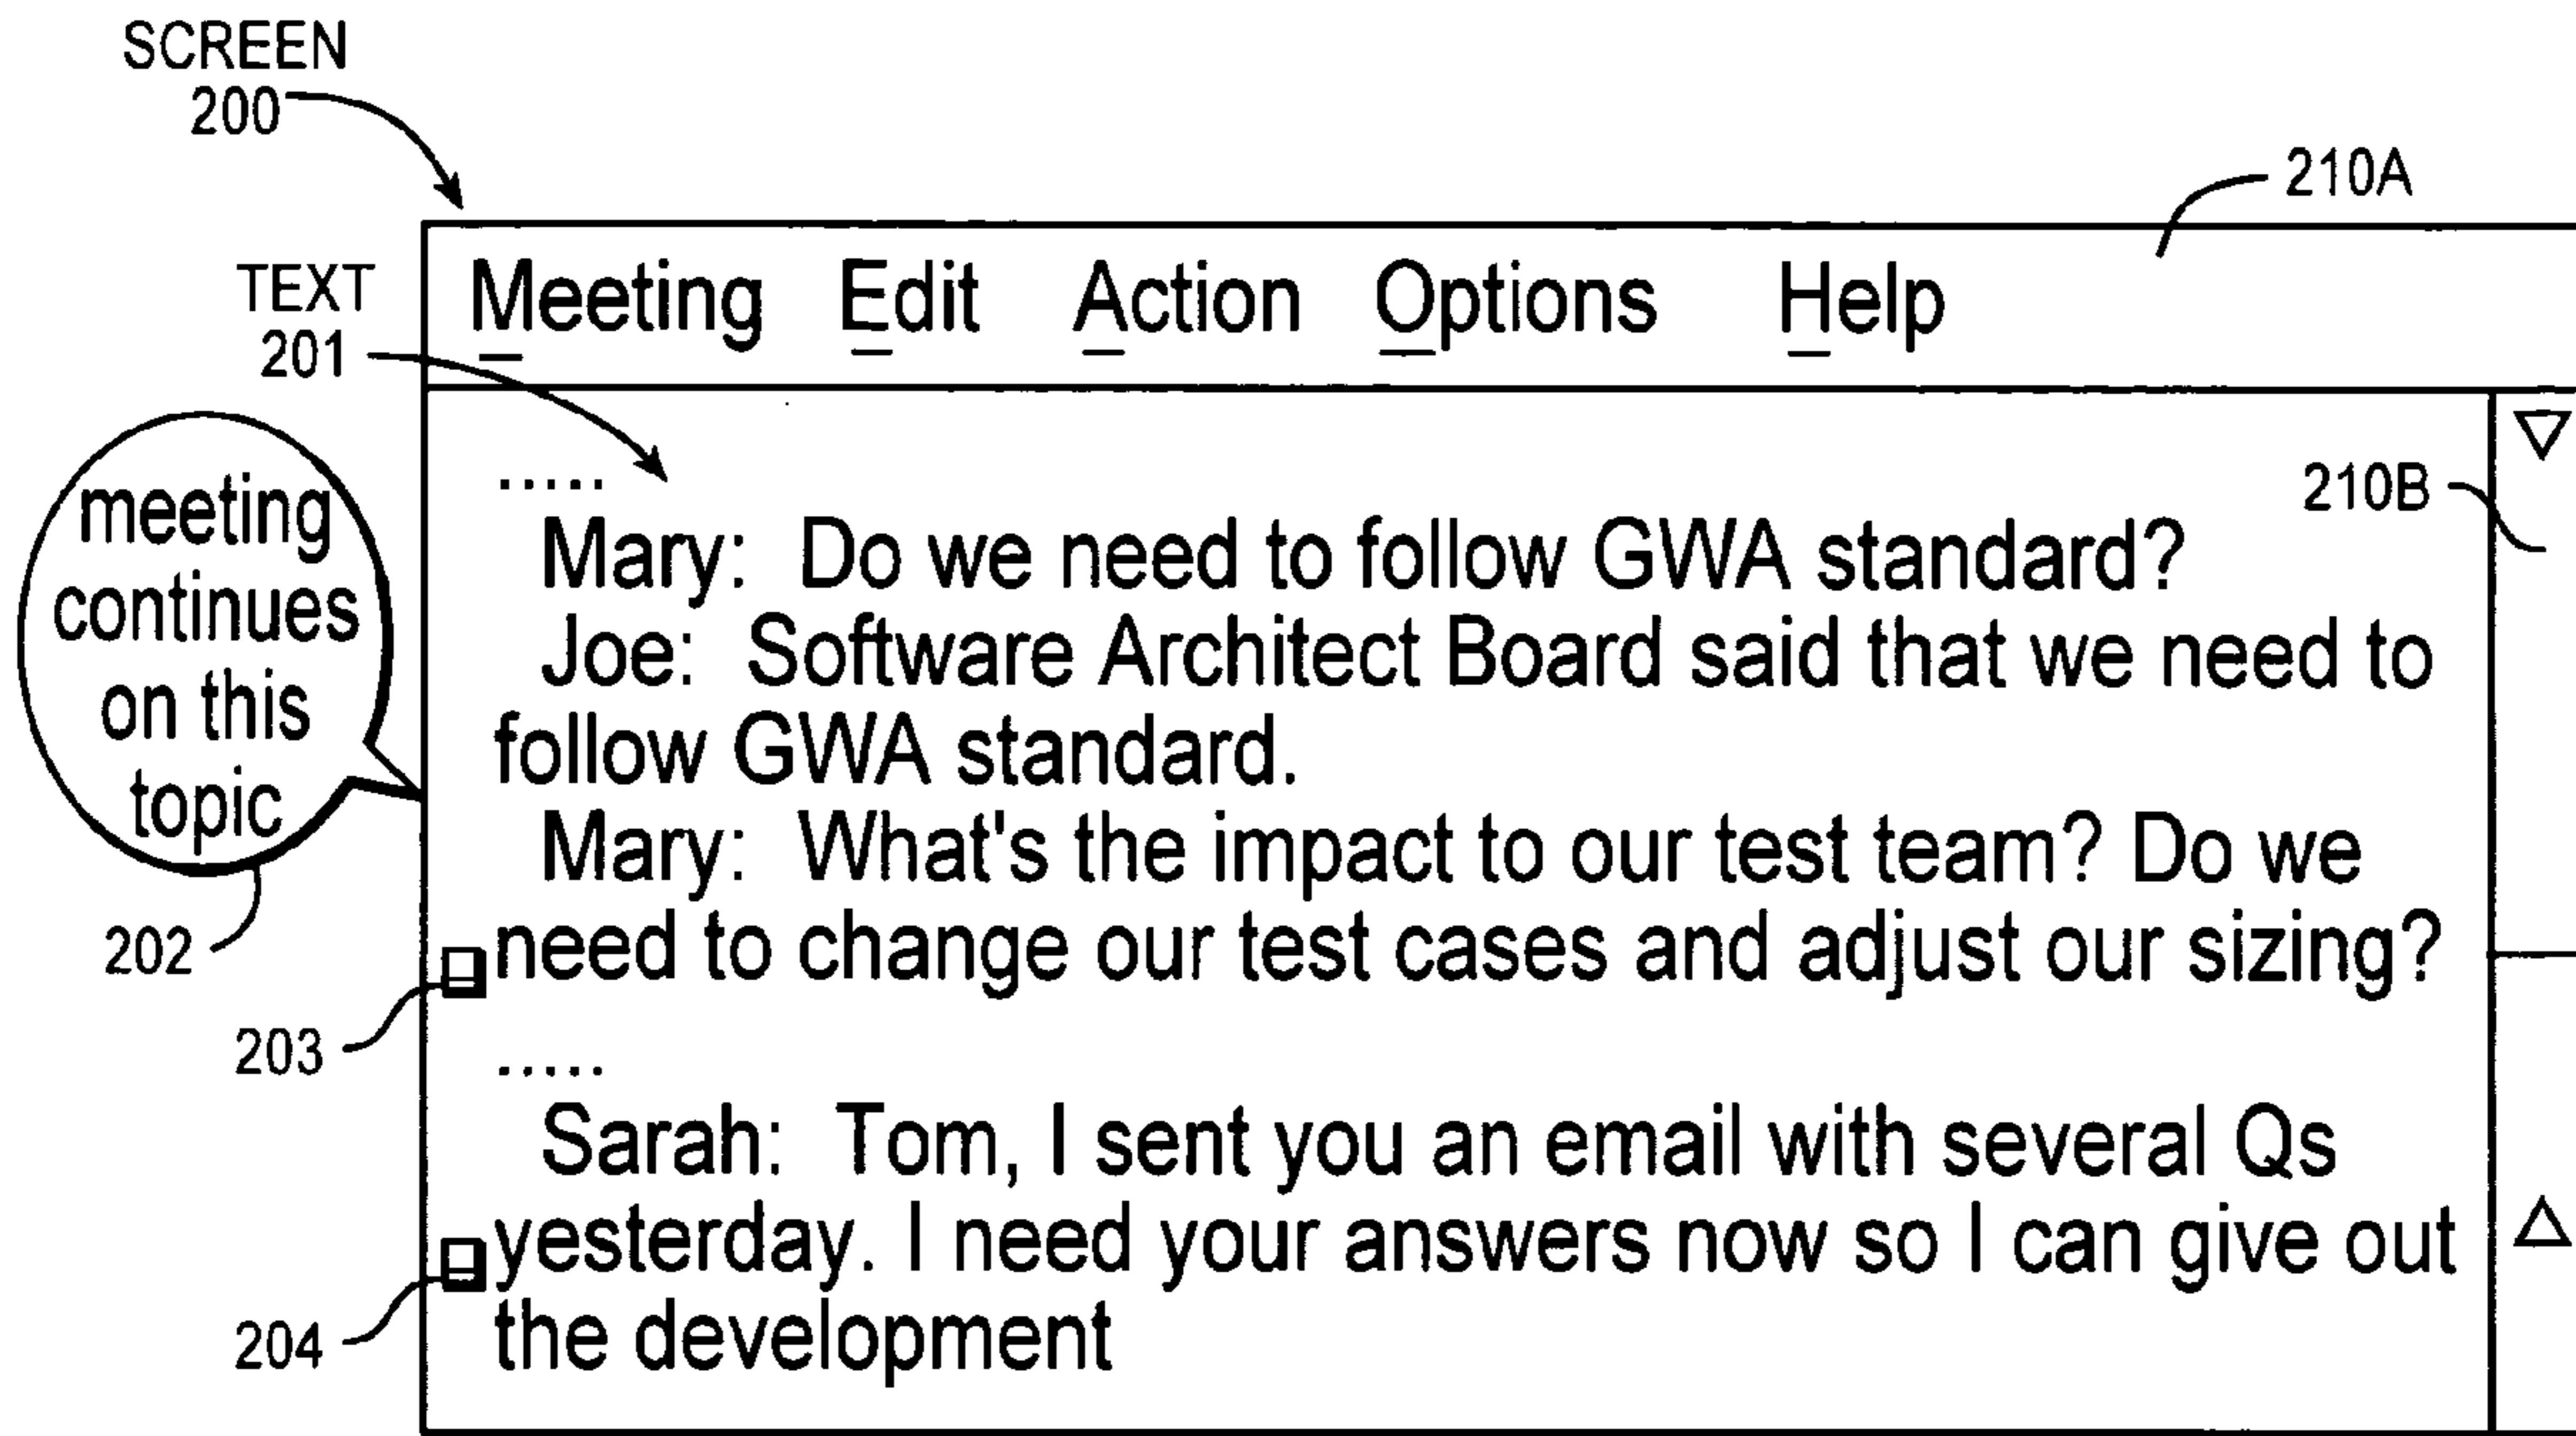 SCREEN
200
210A
TEXT
201
Meeting Edit Action Options Help
.....
210B
meeting
continues
on this
topic
202
Mary: Do we need to follow GWA standard?
Joe: Software Architect Board said that we need to
follow GWA standard.
Mary: What's the impact to our test team? Do we
need to change our test cases and adjust our sizing?
203
.....
Sarah: Tom, I sent you an email with several Qs
yesterday. I need your answers now so I can give out
204
the development